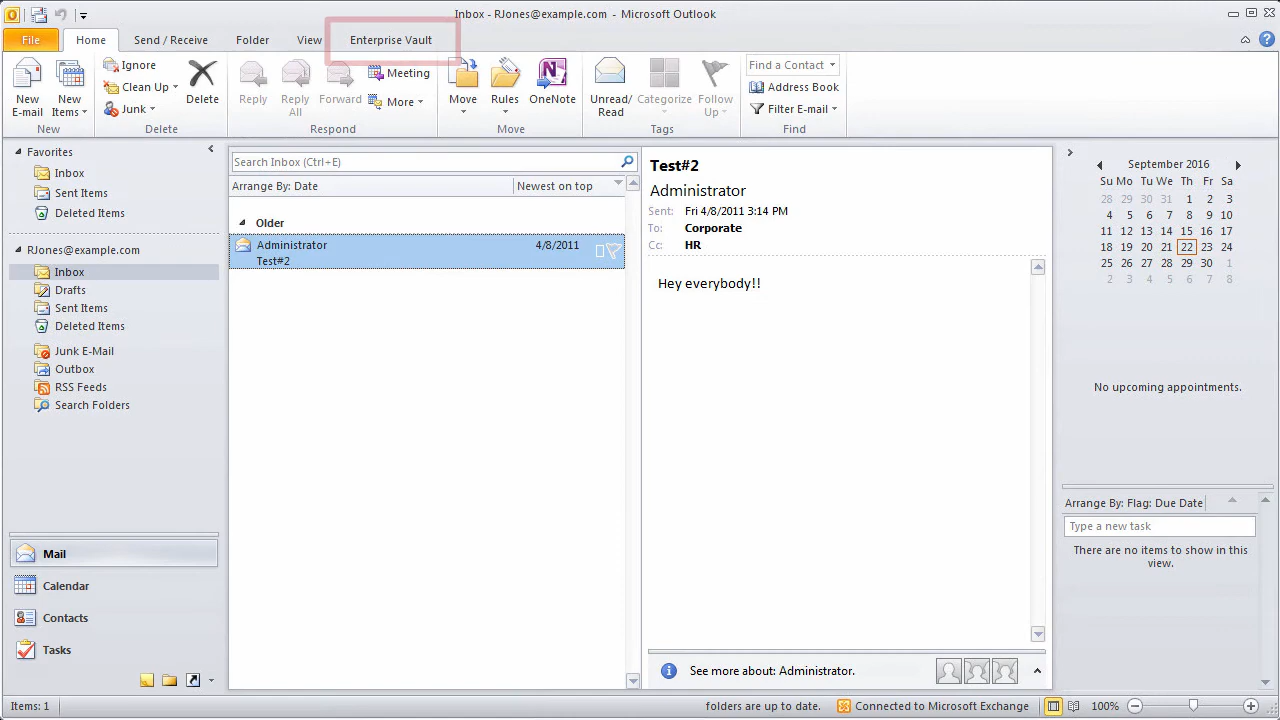 Inbox - RJones@example.com - Microsoft Outlook
File Home Send / Receive Folder View Enterprise Vault
New E-mail
New Items
New
Ignore
Clean Up
Junk
Delete
Delete
Reply
Reply All
Forward
Meeting
More
Respond
Move
Rules
OneNote
Move
Unread/ Read
Categorize
Follow Up
Tags
Find a Contact
Address Book
Filter E-mail
Find
Favorites
Inbox
Sent Items
Deleted Items
RJones@example.com
Inbox
Drafts
Sent Items
Deleted Items
Junk E-Mail
Outbox
RSS Feeds
Search Folders
Mail
Calendar
Contacts
Tasks
Search Inbox (Ctrl+E)
Arrange By: Date Newest on top
Older
Administrator 4/8/2011
Test#2
Test#2
Administrator
Sent: Fri 4/8/2011 3:14 PM
To: Corporate
Cc: HR
Hey everybody!!
See more about: Administrator.
September 2016
Su Mo Tu We Th Fr Sa
28 29 30 31 1 2 3
4 5 6 7 8 9 10
11 12 13 14 15 16 17
18 19 20 21 22 23 24
25 26 27 28 29 30 1
2 3 4 5 6 7 8
No upcoming appointments.
Arrange By: Flag: Due Date
Type a new task
There are no items to show in this
view.
Items: 1 folders are up to date. Connected to Microsoft Exchange 100%